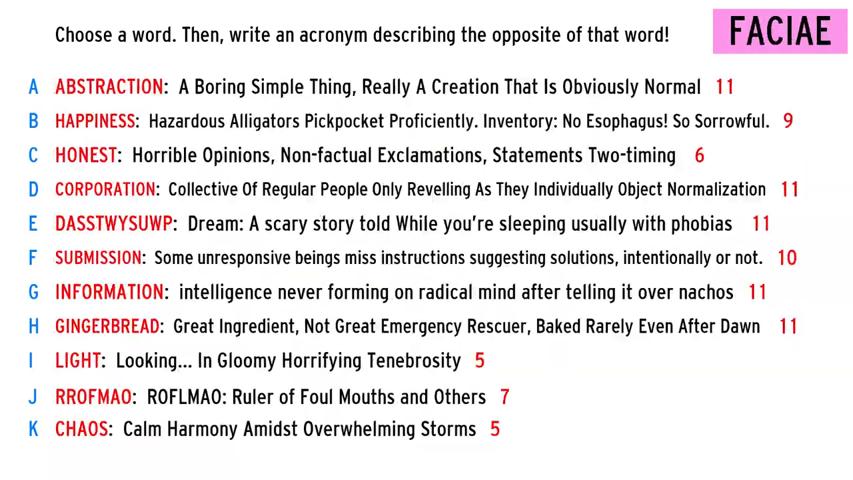 Choose a word. Then, write an acronym describing the opposite of that word!
FACIAE
A ABSTRACTION: A Boring Simple Thing, Really A Creation That Is Obviously Normal 11
B HAPPINESS: Hazardous Alligators Pickpocket Proficiently. Inventory: No Esophagus! So Sorrowful. 9
C HONEST: Horrible Opinions, Non-factual Exclamations, Statements Two-timing 6
D CORPORATION: Collective Of Regular People Only Revelling As They Individually Object Normalization 11
E DASSTWYSUWP: Dream: A scary story told While you're sleeping usually with phobias 11
F SUBMISSION: Some unresponsive beings miss instructions suggesting solutions, intentionally or not. 10
G INFORMATION: intelligence never forming on radical mind after telling it over nachos 11
H GINGERBREAD: Great Ingredient, Not Great Emergency Rescuer, Baked Rarely Even After Dawn 11
I LIGHT: Looking... In Gloomy Horrifying Tenebrosity 5
J RROFMAO: ROFLMAO: Ruler of Foul Mouths and Others 7
K CHAOS: Calm Harmony Amidst Overwhelming Storms 5